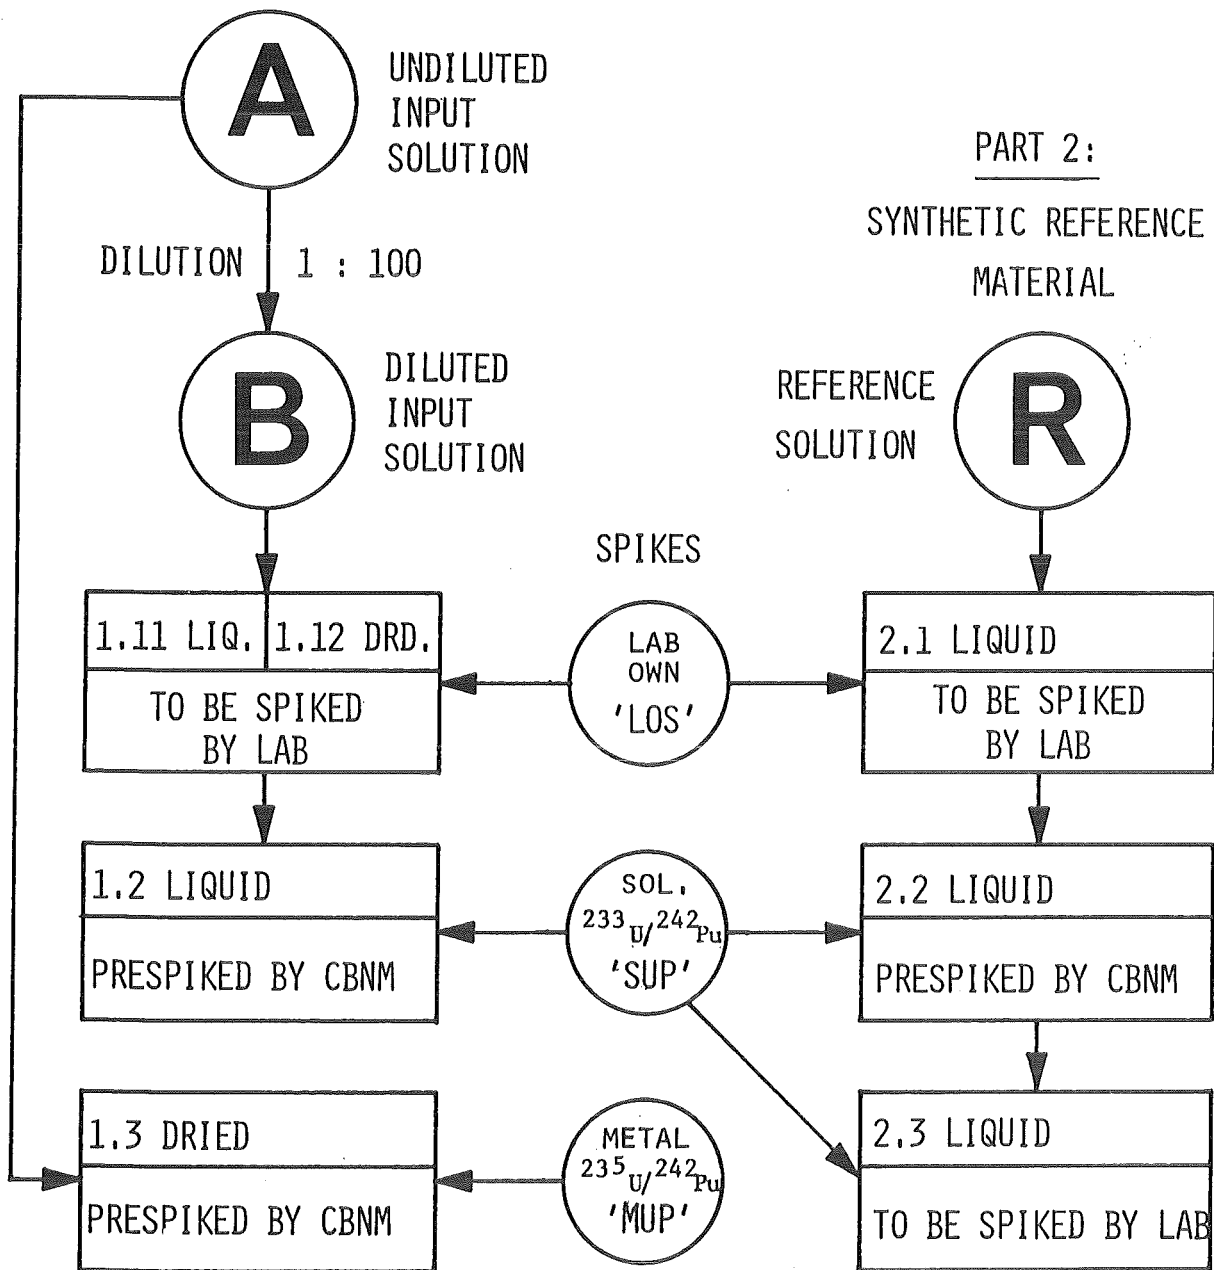 A
UNDILUTED
INPUT
SOLUTION
DILUTION 1 : 100
B
DILUTED
INPUT
SOLUTION
PART 2:
SYNTHETIC REFERENCE
MATERIAL
REFERENCE
SOLUTION
R
SPIKES
1.11 LIQ. 1.12 DRD.
TO BE SPIKED
BY LAB
LAB
OWN
'LOS'
2.1 LIQUID
TO BE SPIKED
BY LAB
1.2 LIQUID
PRESPIKED BY CBNM
SOL.
²³³U/²⁴²Pu
'SUP'
2.2 LIQUID
PRESPIKED BY CBNM
1.3 DRIED
PRESPIKED BY CBNM
METAL
²³⁵U/²⁴²Pu
'MUP'
2.3 LIQUID
TO BE SPIKED BY LAB